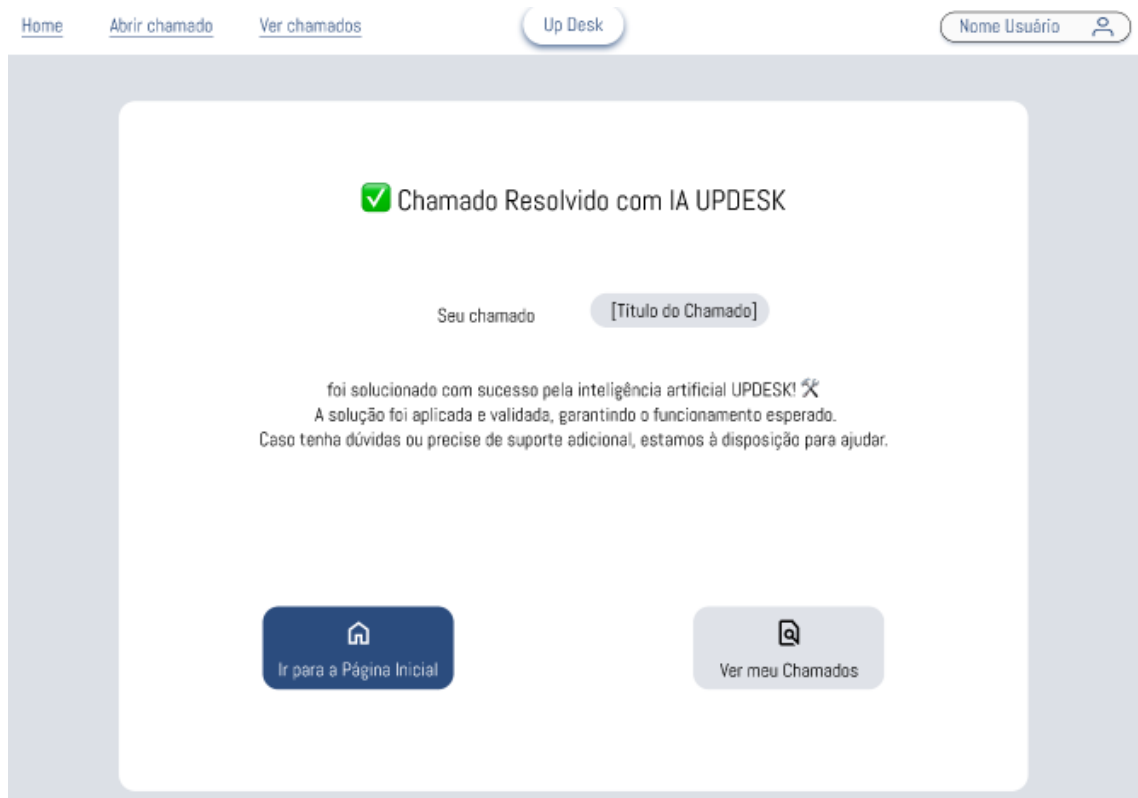 Home Abrir chamado Ver chamados Up Desk Nome Usuário
✅ Chamado Resolvido com IA UPDESK
Seu chamado [Titulo do Chamado]
foi solucionado com sucesso pela inteligência artificial UPDESK! 🛠
A solução foi aplicada e validada, garantindo o funcionamento esperado.
Caso tenha dúvidas ou precise de suporte adicional, estamos à disposição para ajudar.
Ir para a Página Inicial Ver meu Chamados